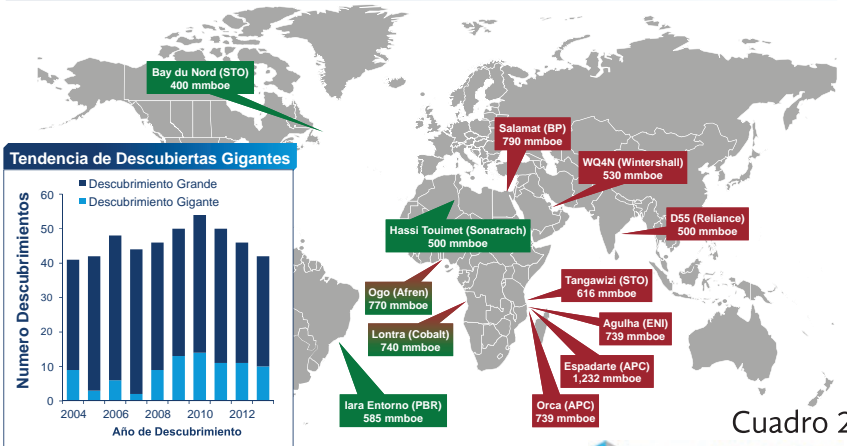 Bay du Nord (STO)
400 mmboe
Salamat (BP)
790 mmboe
WQ4N (Wintershall)
530 mmboe
D55 (Reliance)
500 mmboe
Hassi Touimet (Sonatrach)
500 mmboe
Ogo (Afren)
770 mmboe
Tangawizi (STO)
616 mmboe
Lontra (Cobalt)
740 mmboe
Agulha (ENI)
739 mmboe
Espadarte (APC)
1,232 mmboe
Iara Entorno (PBR)
585 mmboe
Orca (APC)
739 mmboe
Tendencia de Descubiertas Gigantes
Descubrimiento Grande
Descubrimiento Gigante
Numero Descubrimientos
60
50
40
30
20
10
0
2004 2006 2008 2010 2012
Año de Descubrimiento
Cuadro 2